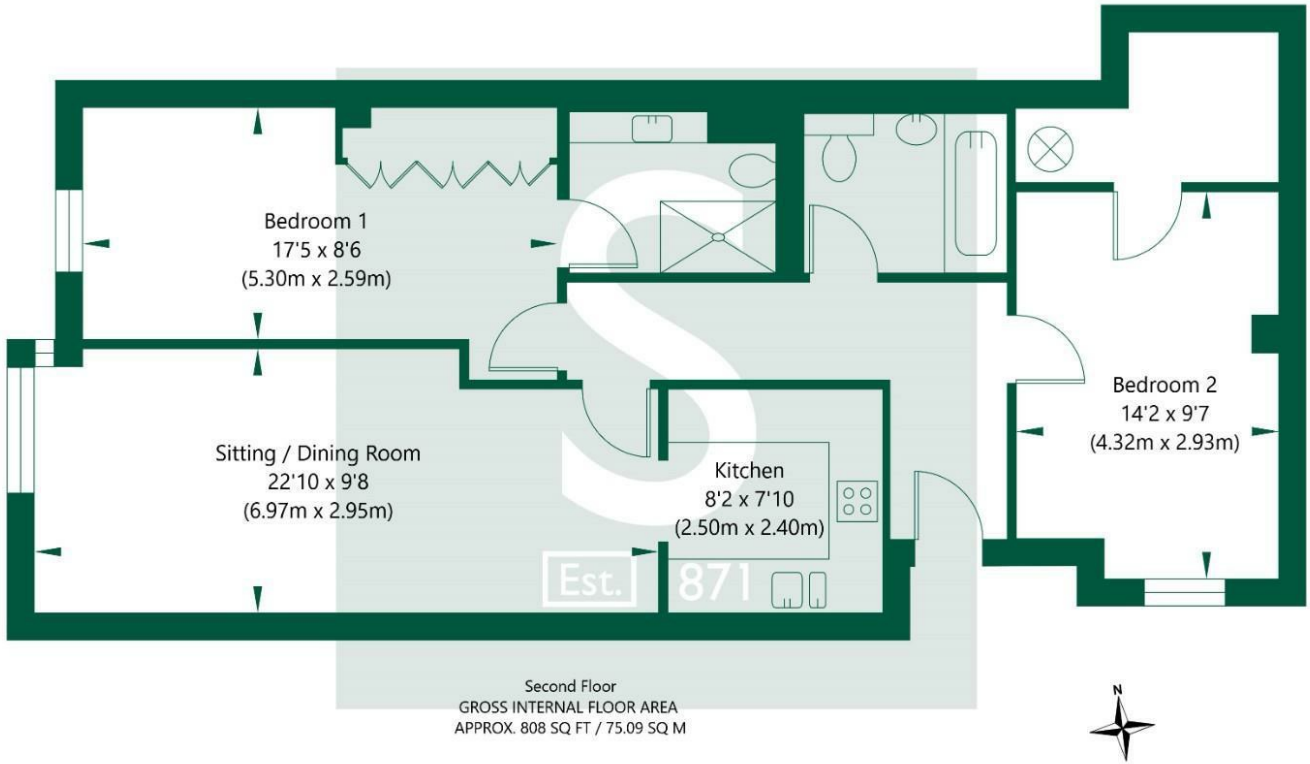 Bedroom 1
17'5 x 8'6
(5.30m x 2.59m)
Sitting / Dining Room
22'10 x 9'8
(6.97m x 2.95m)
Kitchen
8'2 x 7'10
(2.50m x 2.40m)
Bedroom 2
14'2 x 9'7
(4.32m x 2.93m)
S
Est. 871
Second Floor
GROSS INTERNAL FLOOR AREA
APPROX. 808 SQ FT / 75.09 SQ M
N